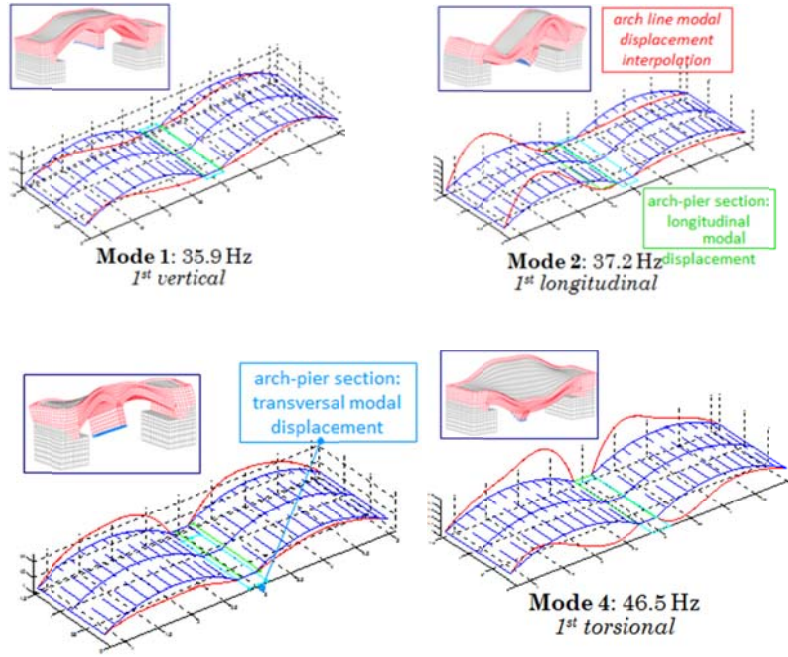 arch line modal
displacement
interpolation
arch-pier section:
longitudinal
modal
displacement
Mode 1: 35.9 Hz
1st vertical
Mode 2: 37.2 Hz
1st longitudinal
arch-pier section:
transversal modal
displacement
Mode 4: 46.5 Hz
1st torsional